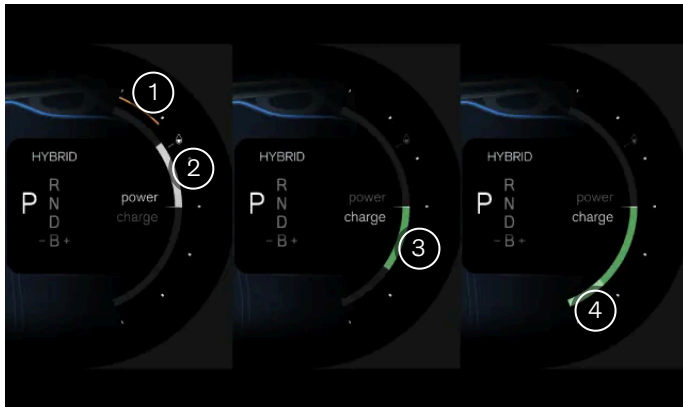 1
2
HYBRID
P
R
N
D
- B +
power
charge
HYBRID
P
R
N
D
- B +
power
charge
3
HYBRID
P
R
N
D
- B +
power
charge
4